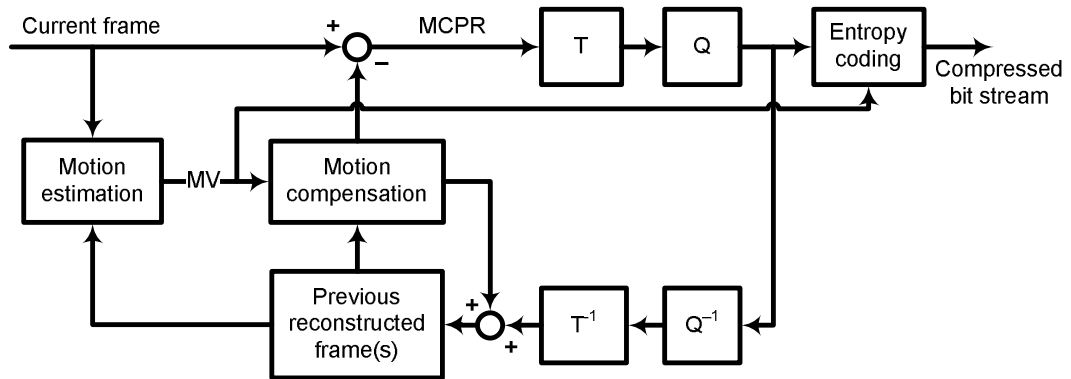 Current frame
+
−
MCPR
T
Q
Entropy
coding
Compressed
bit stream
Motion
estimation
MV
Motion
compensation
Previous
reconstructed
frame(s)
+
+
T⁻¹
Q⁻¹